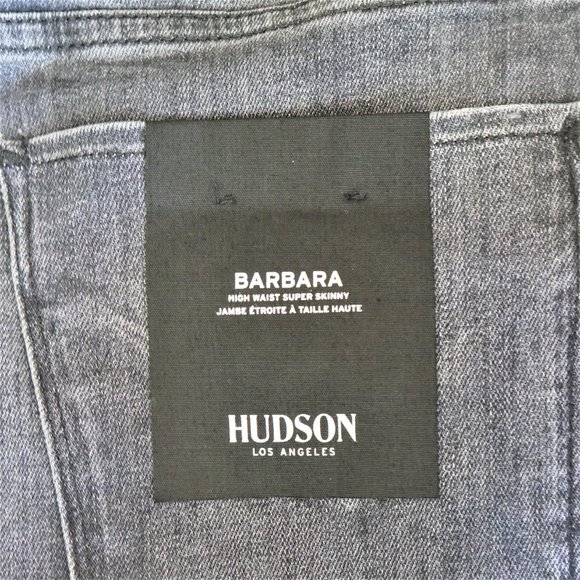 BARBARA
HIGH WAIST SUPER SKINNY
JAMBE ÉTROITE À TAILLE HAUTE
HUDSON
LOS ANGELES